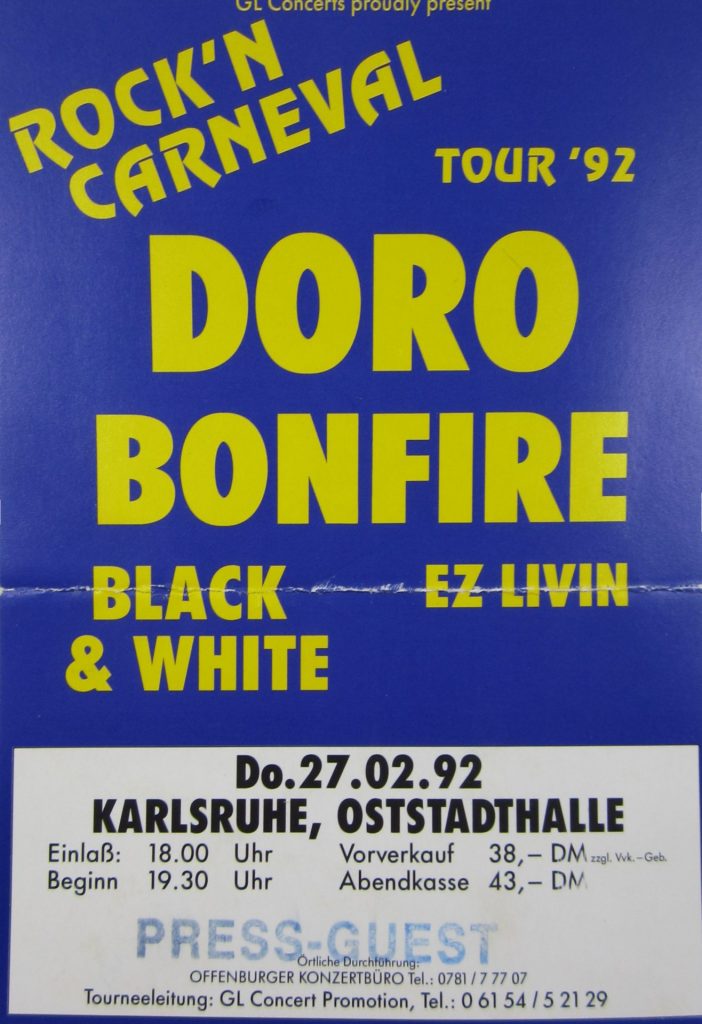 GL Concerts proudly present
ROCK'N
CARNEVAL
TOUR '92
DORO
BONFIRE
BLACK
& WHITE
EZ LIVIN
Do.27.02.92
KARLSRUHE, OSTSTADTHALLE
Einlaß: 18.00 Uhr Vorverkauf 38,– DM zzgl. Vvk.–Geb.
Beginn 19.30 Uhr Abendkasse 43,– DM
PRESS-GUEST
Örtliche Durchführung:
OFFENBURGER KONZERTBÜRO Tel.: 0781 / 7 77 07
Tourneeleitung: GL Concert Promotion, Tel.: 0 61 54 / 5 21 29